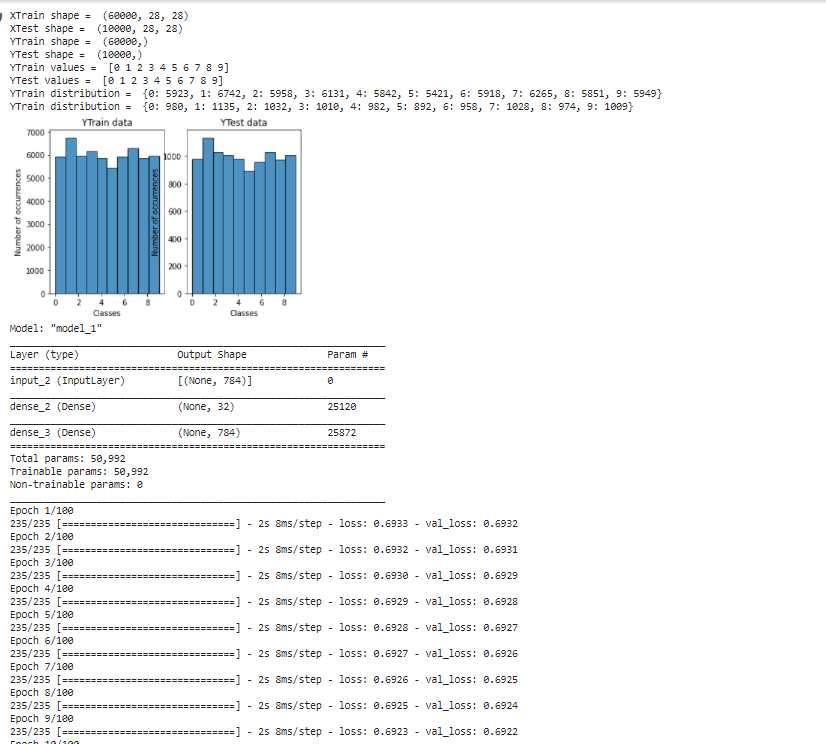 XTrain shape =  (60000, 28, 28)
XTest shape =  (10000, 28, 28)
YTrain shape =  (60000,)
YTest shape =  (10000,)
YTrain values =  [0 1 2 3 4 5 6 7 8 9]
YTest values =  [0 1 2 3 4 5 6 7 8 9]
YTrain distribution =  {0: 5923, 1: 6742, 2: 5958, 3: 6131, 4: 5842, 5: 5421, 6: 5918, 7: 6265, 8: 5851, 9: 5949}
YTrain distribution =  {0: 980, 1: 1135, 2: 1032, 3: 1010, 4: 982, 5: 892, 6: 958, 7: 1028, 8: 974, 9: 1009}
YTrain data
7000
6000
5000
4000
3000
2000
1000
0
Number of occurrences
0 2 4 6 8
Classes
YTest data
1000
800
600
400
200
0
Number of occurrences
0 2 4 6 8
Classes
Model: "model_1"
Layer (type) Output Shape Param #
input_2 (InputLayer) [(None, 784)] 0
dense_2 (Dense) (None, 32) 25120
dense_3 (Dense) (None, 784) 25872
Total params: 50,992
Trainable params: 50,992
Non-trainable params: 0
Epoch 1/100
235/235 [==============================] - 2s 8ms/step - loss: 0.6933 - val_loss: 0.6932
Epoch 2/100
235/235 [==============================] - 2s 8ms/step - loss: 0.6932 - val_loss: 0.6931
Epoch 3/100
235/235 [==============================] - 2s 8ms/step - loss: 0.6930 - val_loss: 0.6929
Epoch 4/100
235/235 [==============================] - 2s 8ms/step - loss: 0.6929 - val_loss: 0.6928
Epoch 5/100
235/235 [==============================] - 2s 8ms/step - loss: 0.6928 - val_loss: 0.6927
Epoch 6/100
235/235 [==============================] - 2s 8ms/step - loss: 0.6927 - val_loss: 0.6926
Epoch 7/100
235/235 [==============================] - 2s 8ms/step - loss: 0.6926 - val_loss: 0.6925
Epoch 8/100
235/235 [==============================] - 2s 8ms/step - loss: 0.6925 - val_loss: 0.6924
Epoch 9/100
235/235 [==============================] - 2s 8ms/step - loss: 0.6923 - val_loss: 0.6922
Epoch 10/100